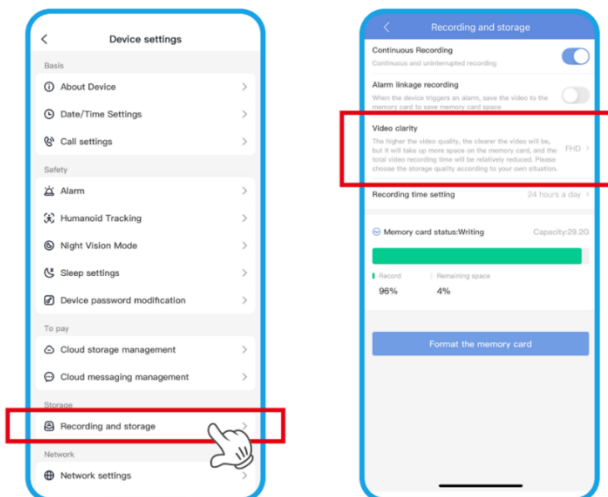 Device settings
Basis
About Device
Date/Time Settings
Call settings
Safety
Alarm
Humanoid Tracking
Night Vision Mode
Sleep settings
Device password modification
To pay
Cloud storage management
Cloud messaging management
Storage
Recording and storage
Network
Network settings
Recording and storage
Continuous Recording
Continuous and uninterrupted recording
Alarm linkage recording
When the device triggers an alarm, save the video to the
memory card to save memory card space
Video clarity
The higher the video quality, the clearer the video will be,
but it will take up more space on the memory card, and the
total video recording time will be relatively reduced. Please
choose the storage quality according to your own situation.
FHD
Recording time setting 24 hours a day
Memory card status:Writing Capacity:29.2G
Record Remaining space
96% 4%
Format the memory card